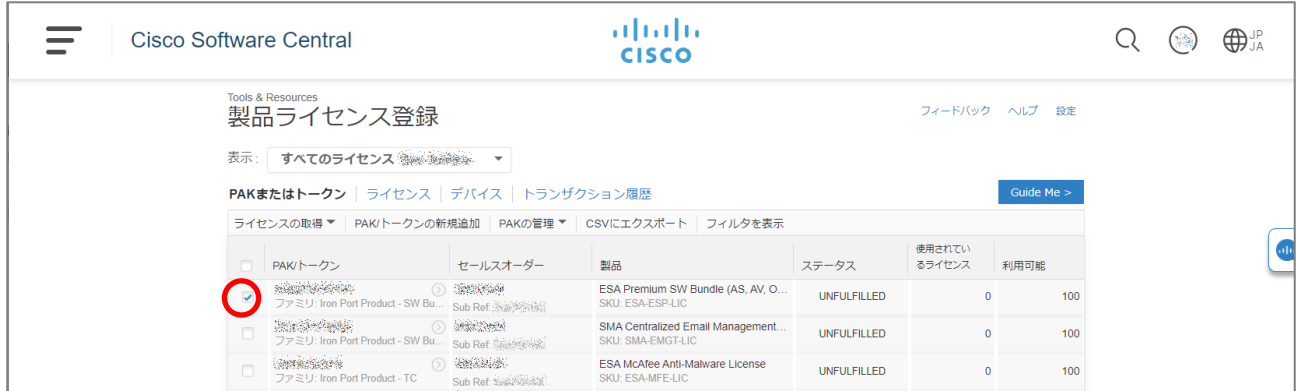 Cisco Software Central
CISCO
JP
JA
Tools & Resources
製品ライセンス登録
フィードバック ヘルプ 設定
表示: すべてのライセンス
PAKまたはトークン ライセンス デバイス トランザクション履歴 Guide Me >
ライセンスの取得 PAK/トークンの新規追加 PAKの管理 CSVにエクスポート フィルタを表示
PAK/トークン セールスオーダー 製品 ステータス 使用されてい
るライセンス 利用可能
ESA Premium SW Bundle (AS, AV, O... UNFULFILLED 0 100
ファミリ: Iron Port Product - SW Bu... Sub Ref: SKU: ESA-ESP-LIC
SMA Centralized Email Management... UNFULFILLED 0 100
ファミリ: Iron Port Product - SW Bu... Sub Ref: SKU: SMA-EMGT-LIC
ESA McAfee Anti-Malware License UNFULFILLED 0 100
ファミリ: Iron Port Product - TC Sub Ref: SKU: ESA-MFE-LIC